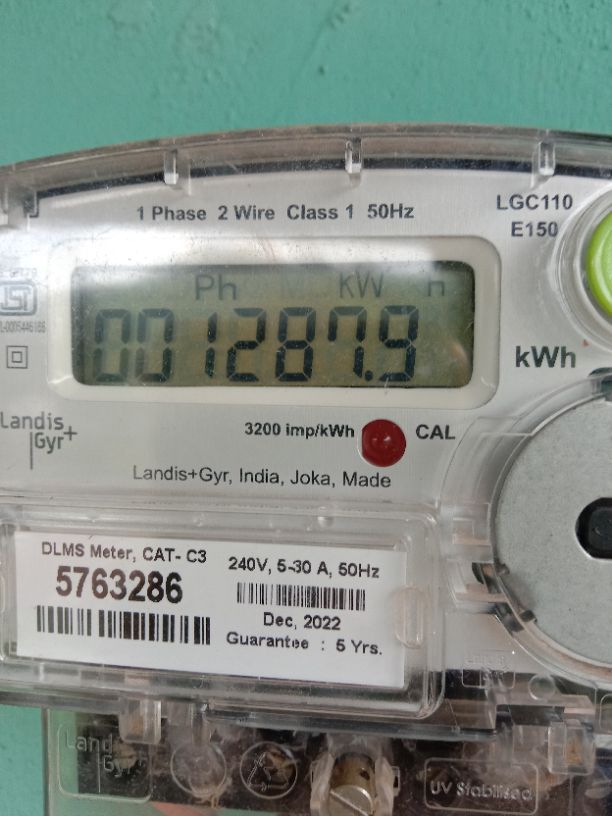 1 Phase 2 Wire Class 1 50Hz
LGC110
E150
Ph M kW h
001287.9
kWh
Landis+
Gyr+
3200 imp/kWh
CAL
Landis+Gyr, India, Joka, Made
DLMS Meter, CAT- C3
5763286
240V, 5-30 A, 50Hz
Dec, 2022
Guarantee : 5 Yrs.
Land
Gyr+
UV Stabilised